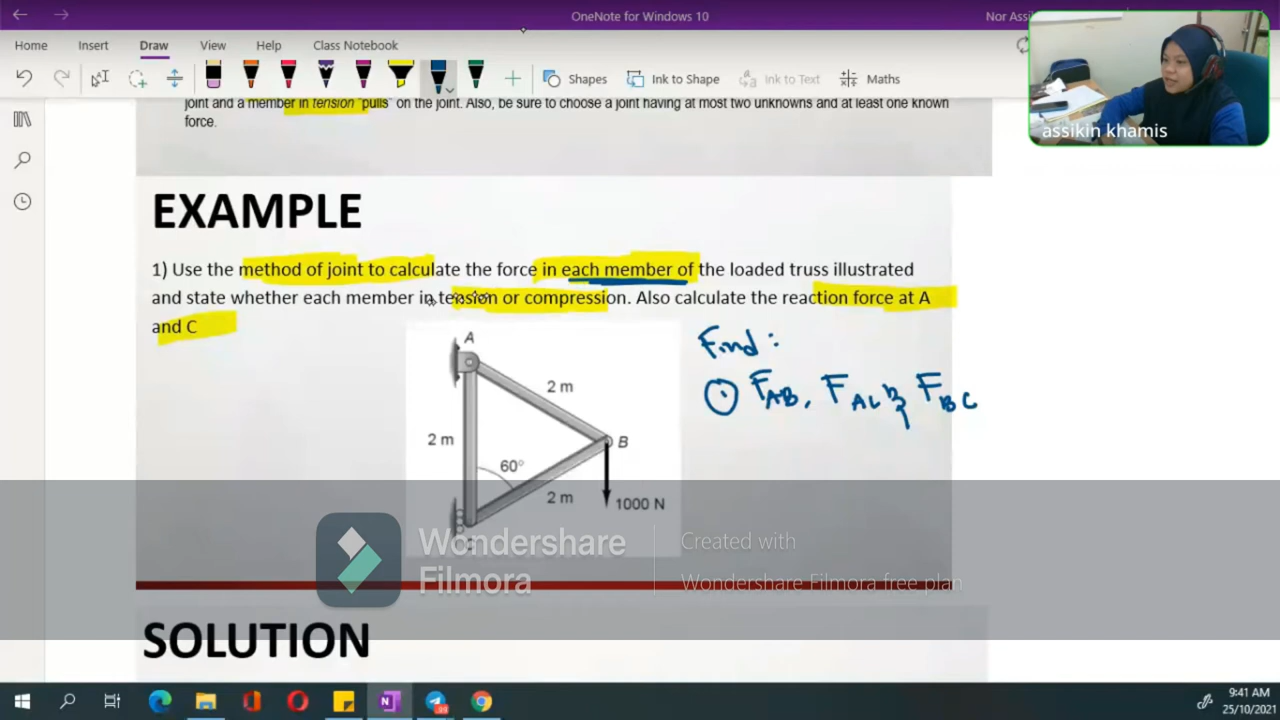 OneNote for Windows 10
Nor Assi
Home Insert Draw View Help Class Notebook
Shapes Ink to Shape Ink to Text Maths
assikin khamis
joint and a member in tension "pulls" on the joint. Also, be sure to choose a joint having at most two unknowns and at least one known
force.
EXAMPLE
1) Use the method of joint to calculate the force in each member of the loaded truss illustrated
and state whether each member in tension or compression. Also calculate the reaction force at A
and C
A
2 m
2 m
B
60°
2 m
1000 N
Find :
① FAB, FAC & FBC
Wondershare
Filmora
Created with
Wondershare Filmora free plan
SOLUTION
9:41 AM
25/10/2021